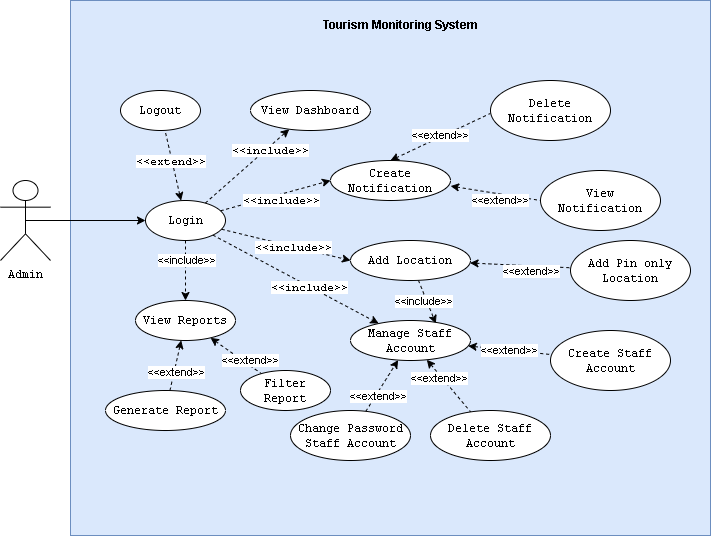 Tourism Monitoring System
Logout
View Dashboard
Delete
Notification
<<extend>>
<<extend>>
<<include>>
Create
Notification
<<include>>
<<extend>>
View
Notification
Login
Admin
<<include>>
<<include>>
Add Location
<<extend>>
Add Pin only
Location
<<include>>
<<include>>
View Reports
Manage Staff
Account
<<extend>>
Create Staff
Account
<<extend>>
<<extend>>
Filter
Report
<<extend>>
<<extend>>
Generate Report
Change Password
Staff Account
Delete Staff
Account